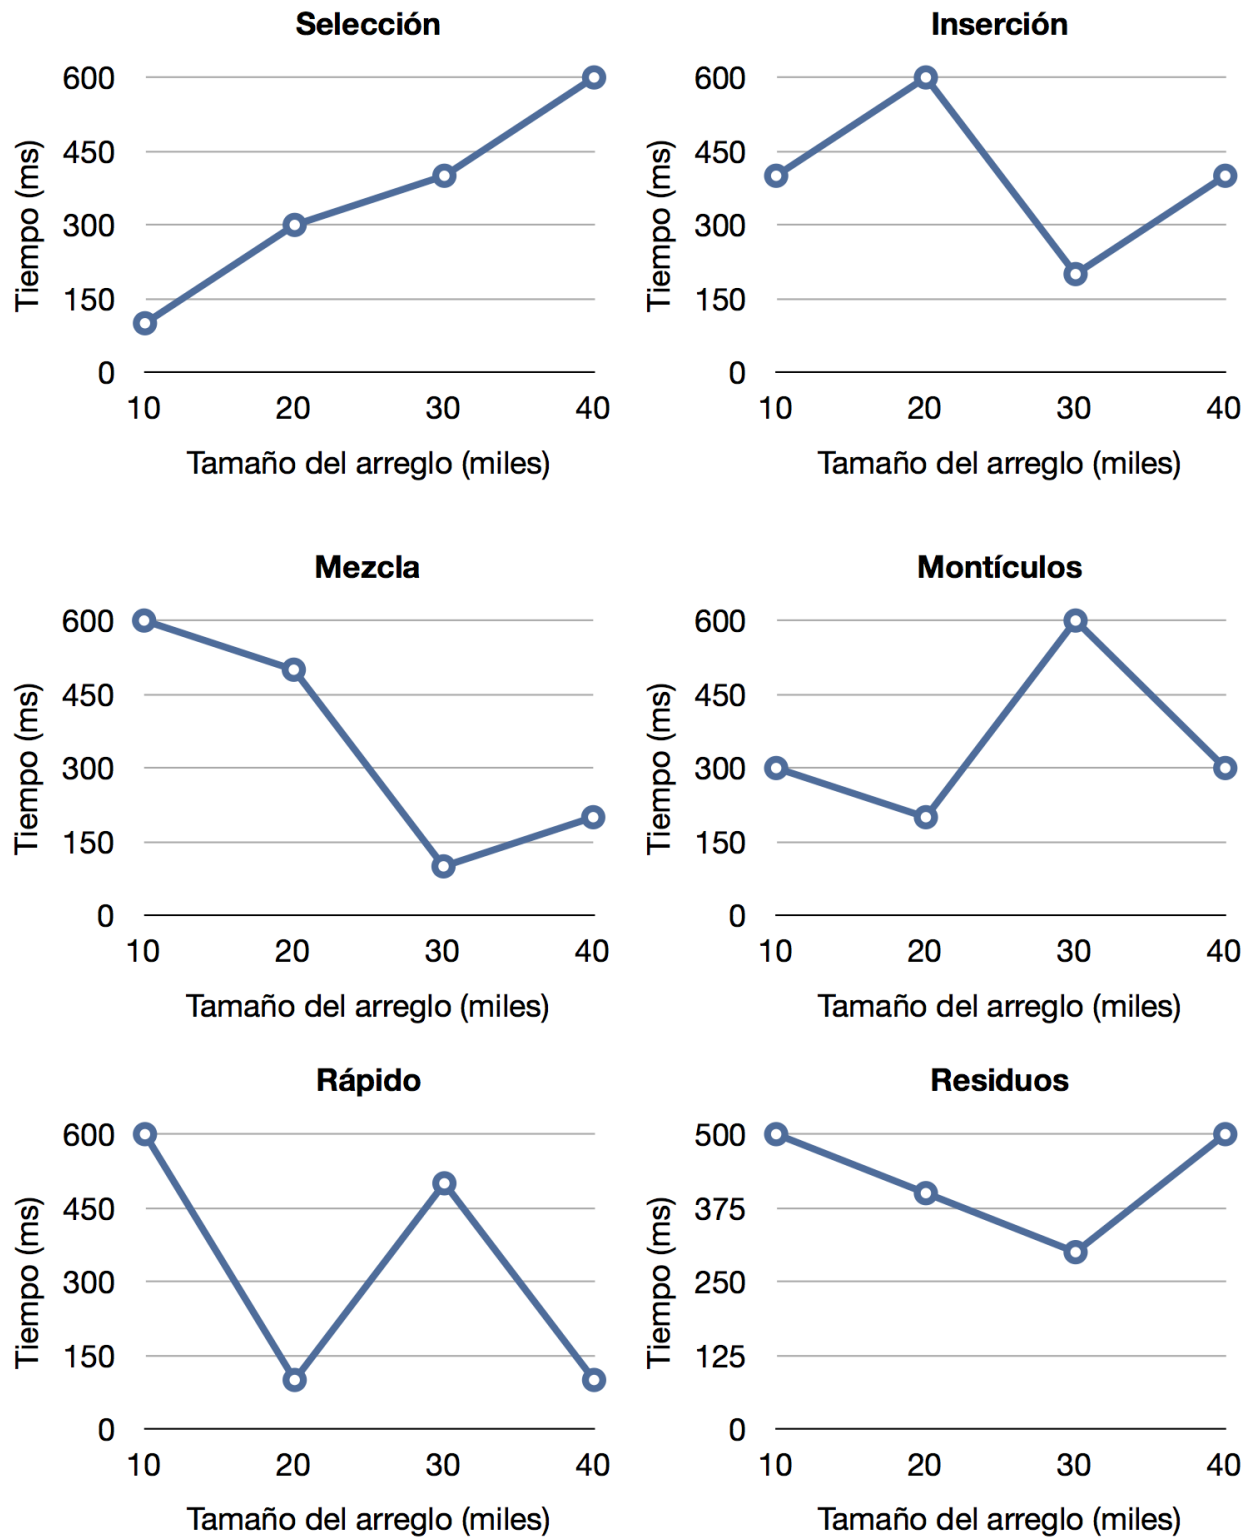 Selección
600
450
300
150
0
Tiempo (ms)
10 20 30 40
Tamaño del arreglo (miles)
Inserción
600
450
300
150
0
Tiempo (ms)
10 20 30 40
Tamaño del arreglo (miles)
Mezcla
600
450
300
150
0
Tiempo (ms)
10 20 30 40
Tamaño del arreglo (miles)
Montículos
600
450
300
150
0
Tiempo (ms)
10 20 30 40
Tamaño del arreglo (miles)
Rápido
600
450
300
150
0
Tiempo (ms)
10 20 30 40
Tamaño del arreglo (miles)
Residuos
500
375
250
125
0
Tiempo (ms)
10 20 30 40
Tamaño del arreglo (miles)